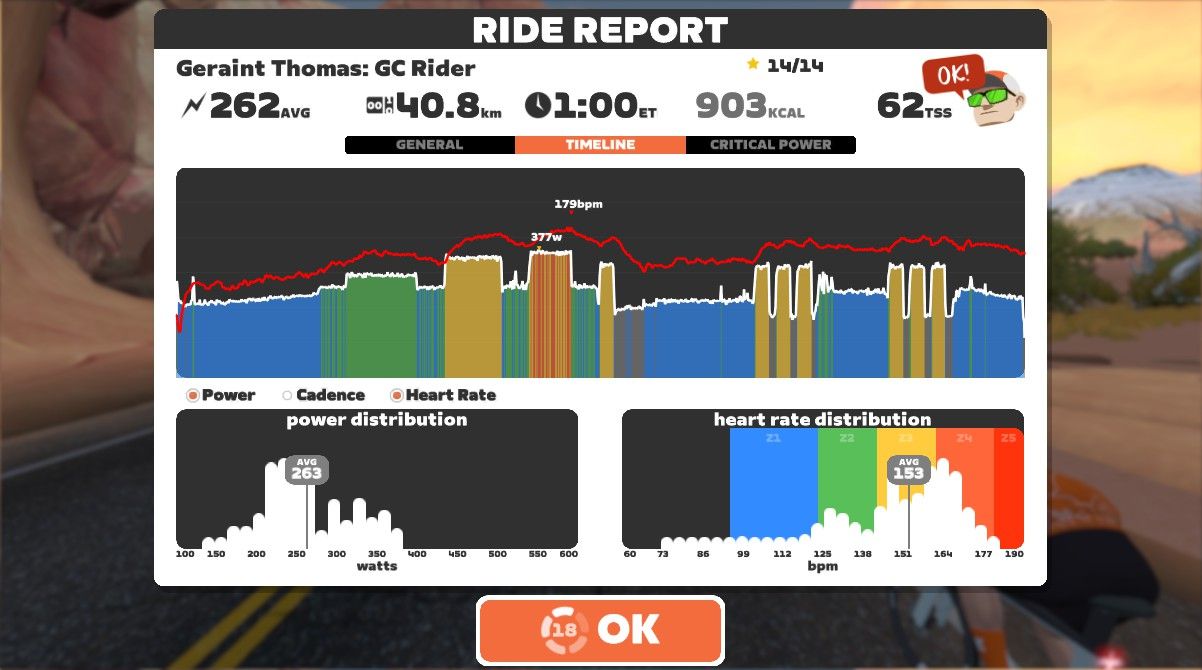 RIDE REPORT
Geraint Thomas: GC Rider
14/14
OK!
262AVG
40.8km
1:00ET
903KCAL
62TSS
GENERAL
TIMELINE
CRITICAL POWER
179bpm
377w
Power
Cadence
Heart Rate
power distribution
AVG
263
100 150 200 250 300 350 400 450 500 550 600
watts
heart rate distribution
Z1 Z2 Z3 Z4 Z5
AVG
153
60 73 86 99 112 125 138 151 164 177 190
bpm
18 OK